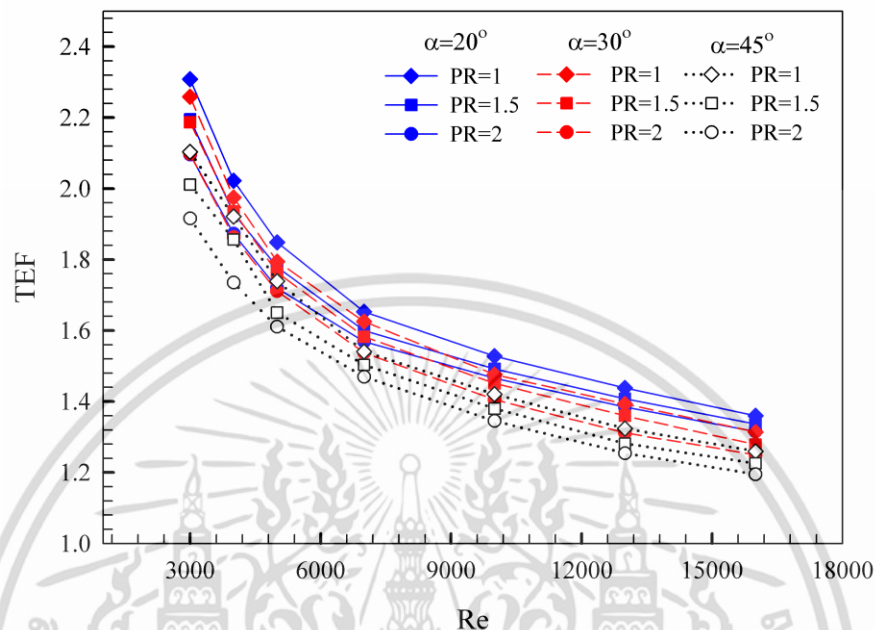 α=20° α=30° α=45°
PR=1 PR=1 PR=1
PR=1.5 PR=1.5 PR=1.5
PR=2 PR=2 PR=2
2.4
2.2
2.0
1.8
1.6
1.4
1.2
1.0
TEF
3000 6000 9000 12000 15000 18000
Re